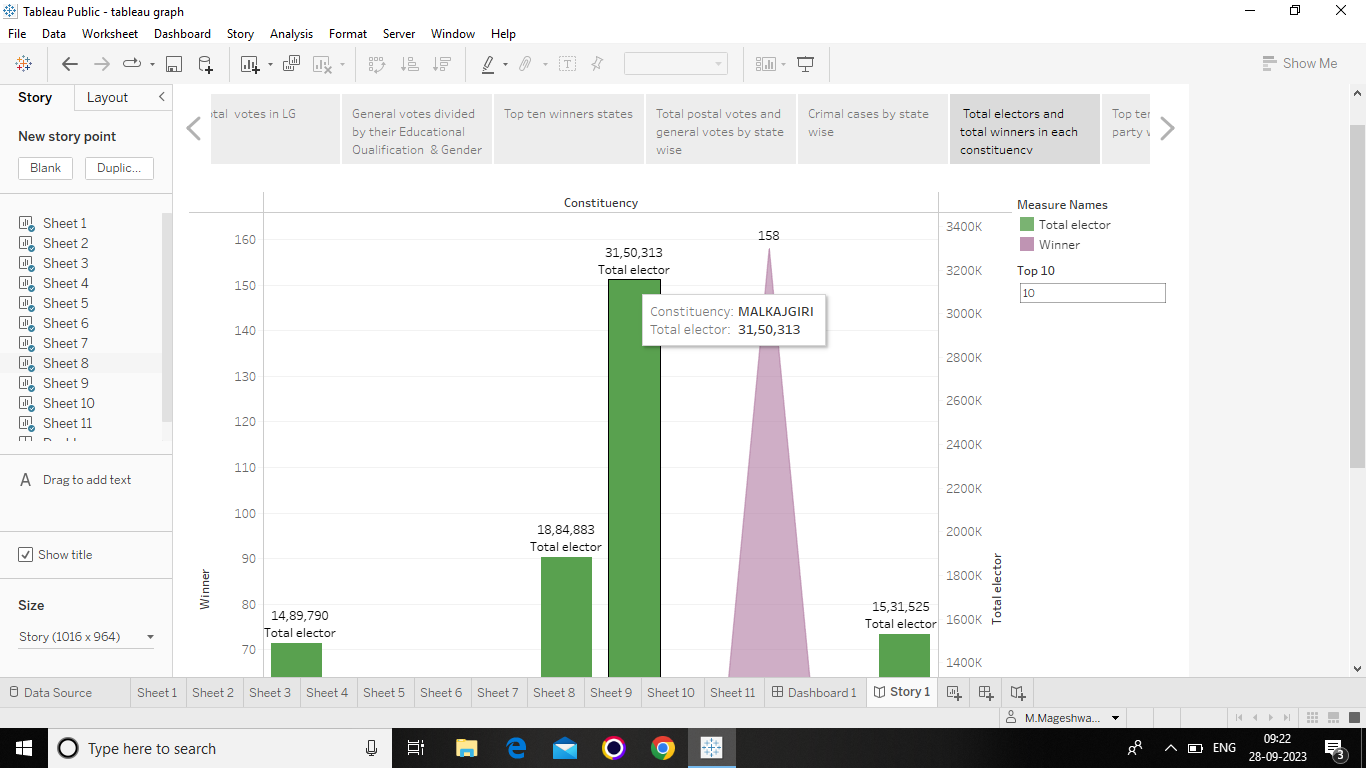 Tableau Public - tableau graph
File Data Worksheet Dashboard Story Analysis Format Server Window Help
Show Me
Story Layout
New story point
Blank Duplic...
Sheet 1
Sheet 2
Sheet 3
Sheet 4
Sheet 5
Sheet 6
Sheet 7
Sheet 8
Sheet 9
Sheet 10
Sheet 11
A Drag to add text
Show title
Size
Story (1016 x 964)
votes in LG
General votes divided
by their Educational
Qualification & Gender
Top ten winners states
Total postal votes and
general votes by state
wise
Crimal cases by state
wise
Total electors and
total winners in each
constituency
Top
party
Constituency
160
150
140
130
120
110
100
90
80
70
Winner
31,50,313
Total elector
158
Constituency: MALKAJGIRI
Total elector: 31,50,313
18,84,883
Total elector
14,89,790
Total elector
15,31,525
Total elector
3400K
3200K
3000K
2800K
2600K
2400K
2200K
2000K
1800K
1600K
1400K
Total elector
Measure Names
Total elector
Winner
Top 10
10
Data Source Sheet 1 Sheet 2 Sheet 3 Sheet 4 Sheet 5 Sheet 6 Sheet 7 Sheet 8 Sheet 9 Sheet 10 Sheet 11 Dashboard 1 Story 1
M.Mageshwa...
Type here to search
ENG
09:22
28-09-2023
3